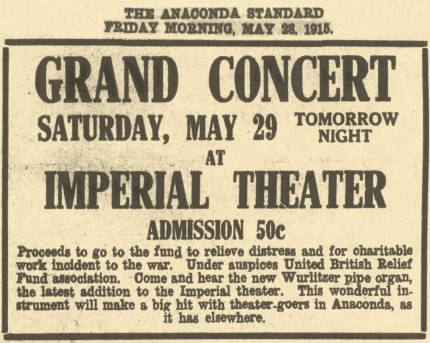 THE ANACONDA STANDARD
FRIDAY MORNING, MAY 28, 1915.
GRAND CONCERT
SATURDAY, MAY 29 TOMORROW NIGHT
AT
IMPERIAL THEATER
ADMISSION 50c
Proceeds to go to the fund to relieve distress and for charitable
work incident to the war. Under auspices United British Relief
Fund association. Come and hear the new Wurlitzer pipe organ,
the latest addition to the Imperial theater. This wonderful in-
strument will make a big hit with theater-goers in Anaconda, as
it has elsewhere.